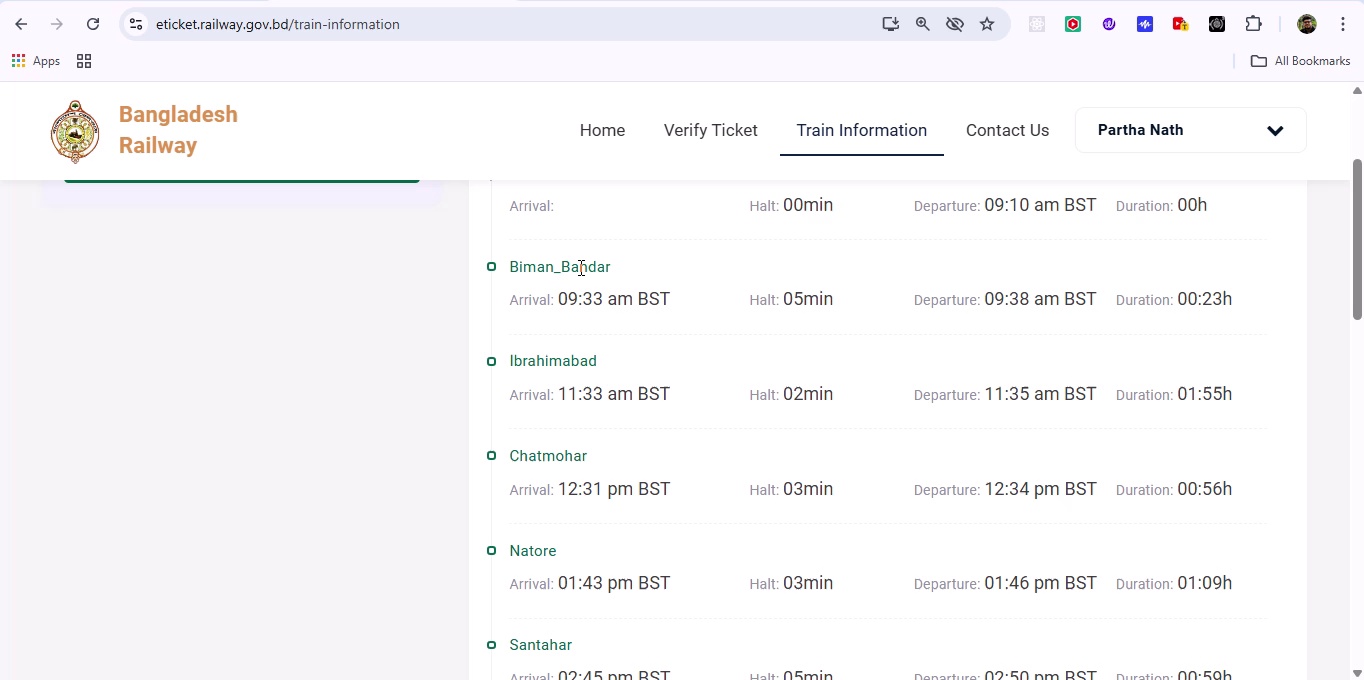 eticket.railway.gov.bd/train-information
Apps
All Bookmarks
Bangladesh
Railway
Home
Verify Ticket
Train Information
Contact Us
Partha Nath
Arrival: Halt: 00min Departure: 09:10 am BST Duration: 00h
Biman_Bandar
Arrival: 09:33 am BST Halt: 05min Departure: 09:38 am BST Duration: 00:23h
Ibrahimabad
Arrival: 11:33 am BST Halt: 02min Departure: 11:35 am BST Duration: 01:55h
Chatmohar
Arrival: 12:31 pm BST Halt: 03min Departure: 12:34 pm BST Duration: 00:56h
Natore
Arrival: 01:43 pm BST Halt: 03min Departure: 01:46 pm BST Duration: 01:09h
Santahar
Arrival: 02:45 pm BST Halt: 05min Departure: 02:50 pm BST Duration: 00:59h